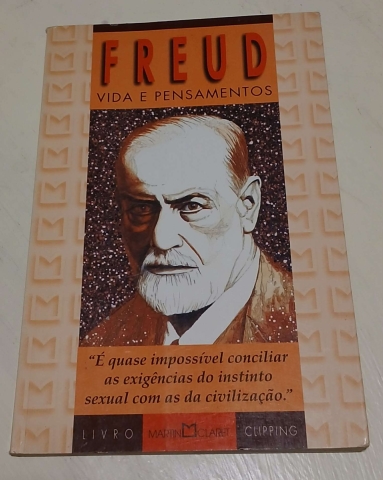 FREUD
VIDA E PENSAMENTOS
“É quase impossível conciliar
as exigências do instinto
sexual com as da civilização.”
LIVRO MARTIN CLARET CLIPPING